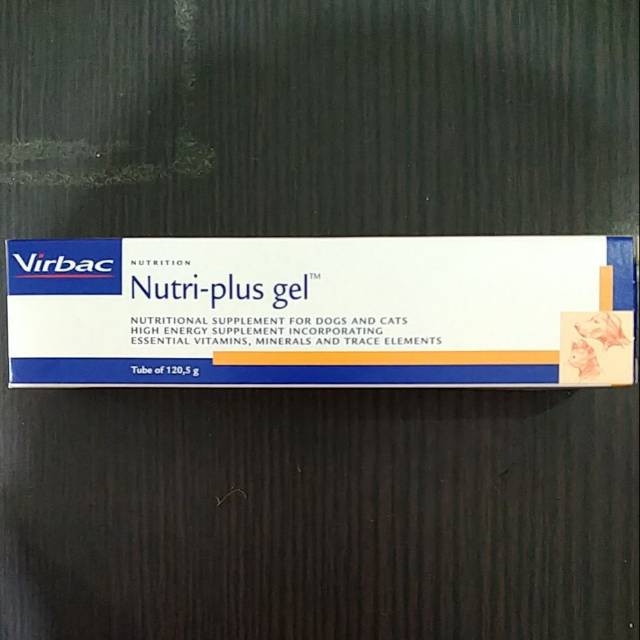 Virbac
NUTRITION
Nutri-plus gel™
NUTRITIONAL SUPPLEMENT FOR DOGS AND CATS
HIGH ENERGY SUPPLEMENT INCORPORATING
ESSENTIAL VITAMINS, MINERALS AND TRACE ELEMENTS
Tube of 120,5 g